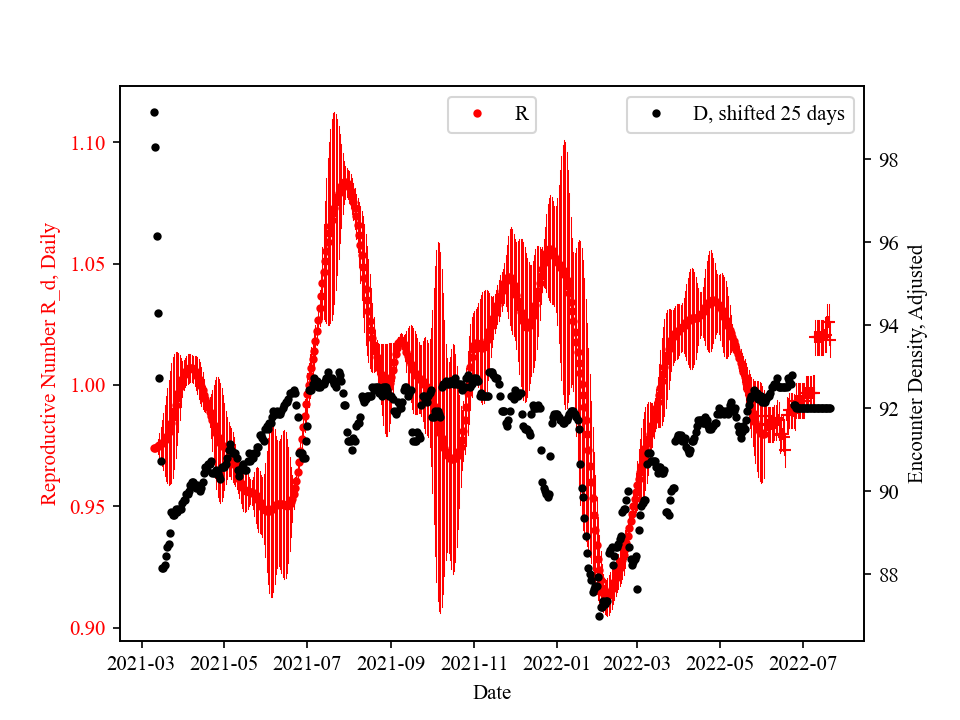 R
D, shifted 25 days
1.10
1.05
1.00
0.95
0.90
Reproductive Number R_d, Daily
98
96
94
92
90
88
Encounter Density, Adjusted
2021-03 2021-05 2021-07 2021-09 2021-11 2022-01 2022-03 2022-05 2022-07
Date